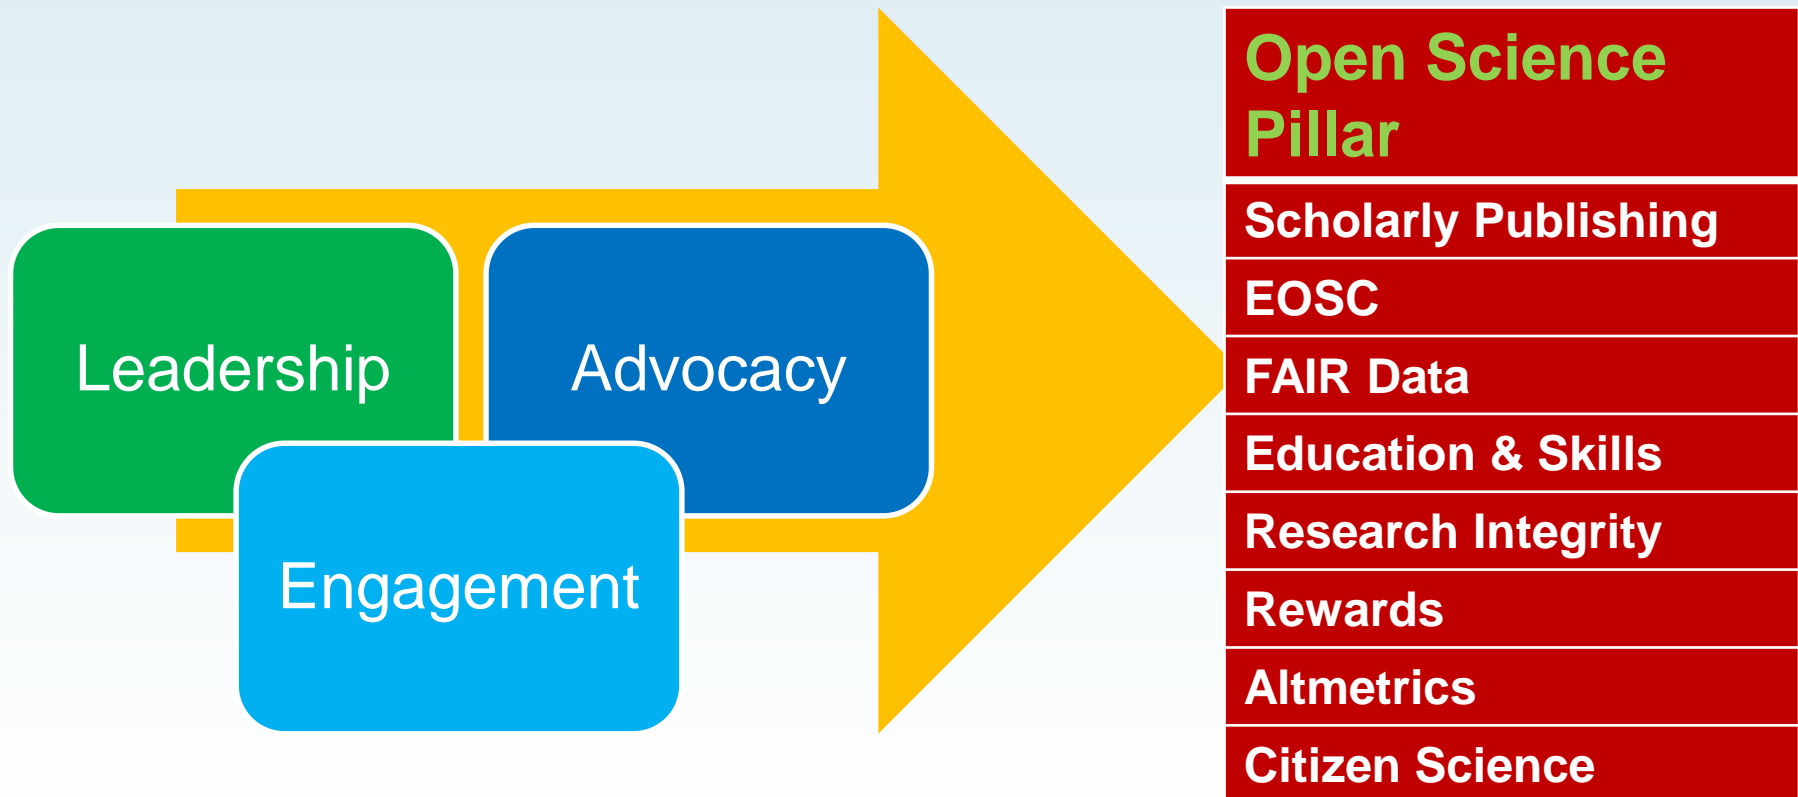 Leadership
Advocacy
Engagement
Open Science
Pillar
Scholarly Publishing
EOSC
FAIR Data
Education & Skills
Research Integrity
Rewards
Altmetrics
Citizen Science